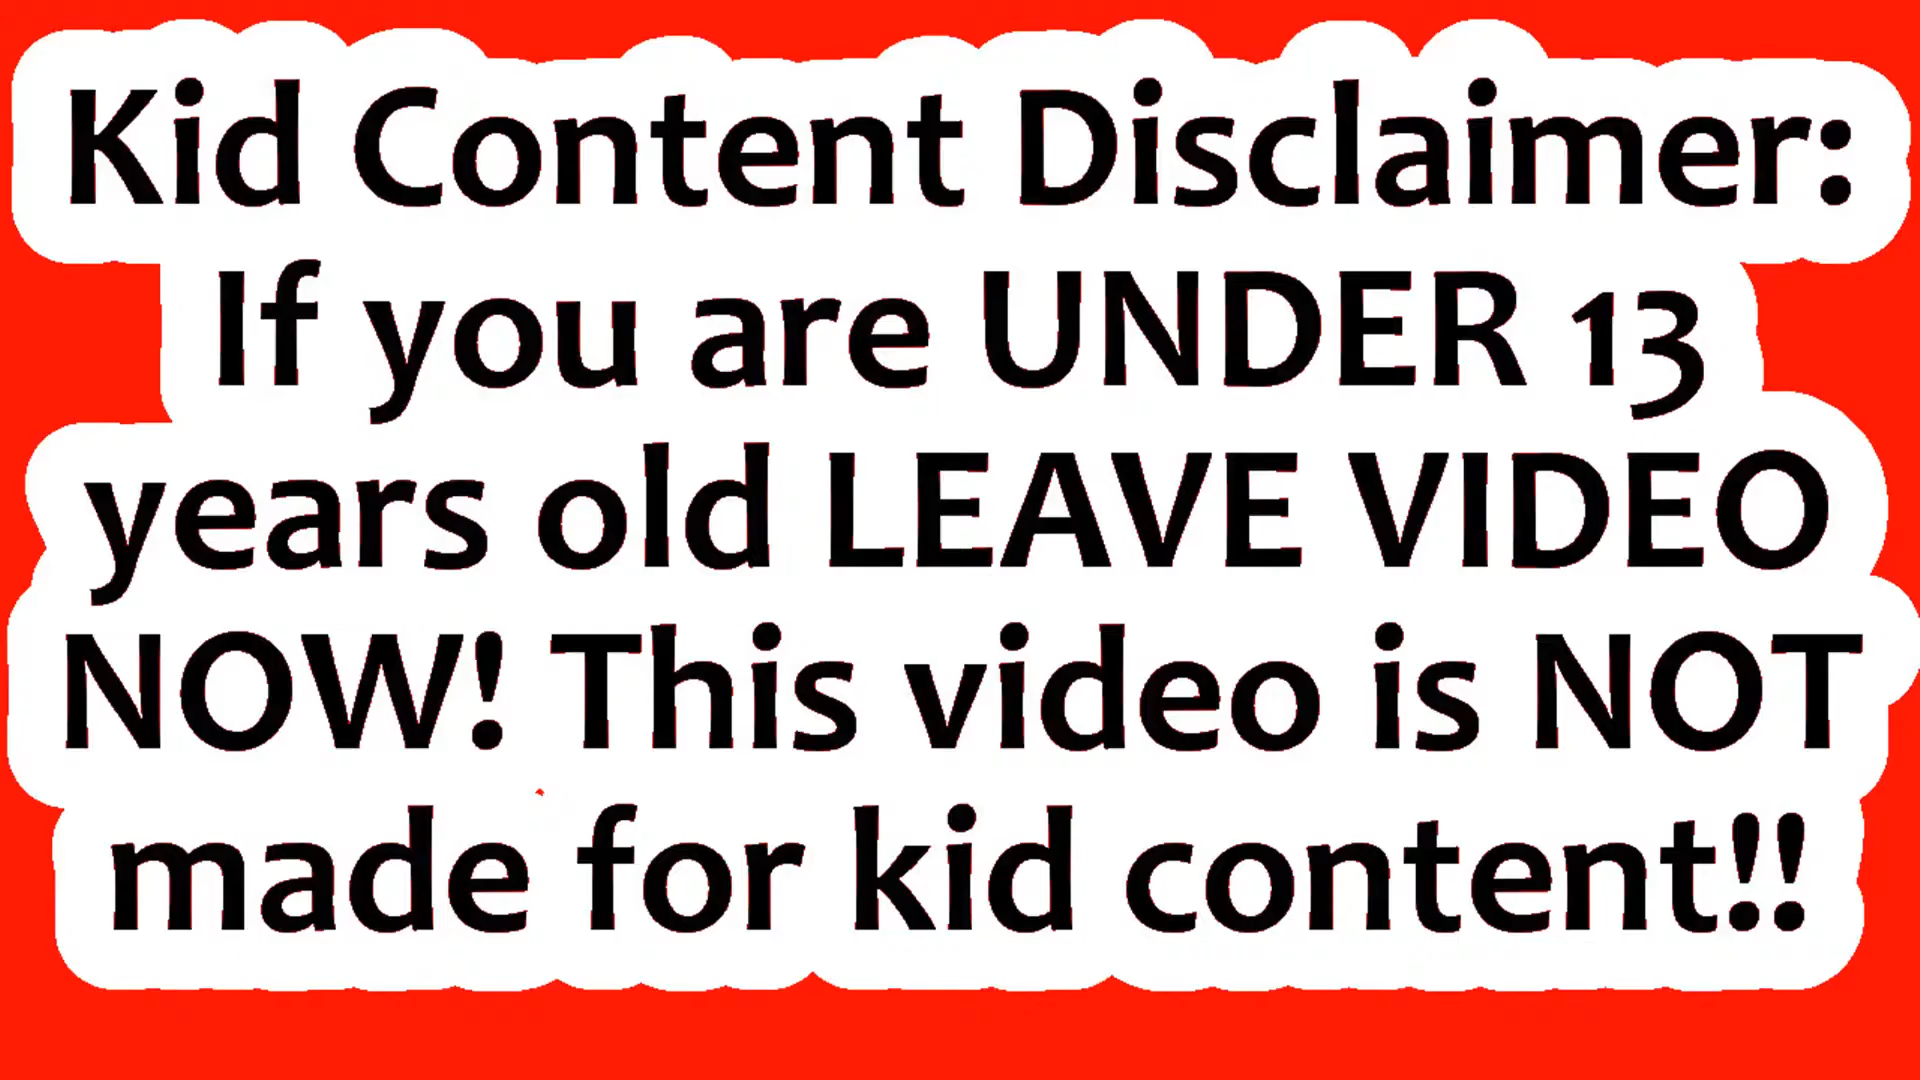 Kid Content Disclaimer:
If you are UNDER 13
years old LEAVE VIDEO
NOW! This video is NOT
made for kid content!!